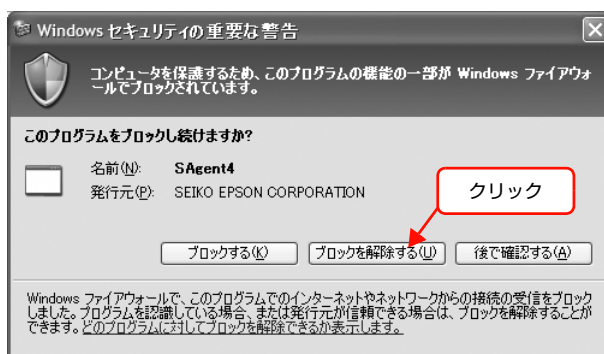 Windows セキュリティの重要な警告
コンピュータを保護するため、このプログラムの機能の一部が Windows ファイアウォ
ールでブロックされています。
このプログラムをブロックし続けますか?
名前(N): SAgent4
発行元(P): SEIKO EPSON CORPORATION
クリック
ブロックする(K) ブロックを解除する(U) 後で確認する(A)
Windows ファイアウォールで、このプログラムでのインターネットやネットワークからの接続の受信をブロック
しました。プログラムを認識している場合、または発行元が信頼できる場合は、ブロックを解除することが
できます。どのプログラムに対してブロックを解除できるか表示します。